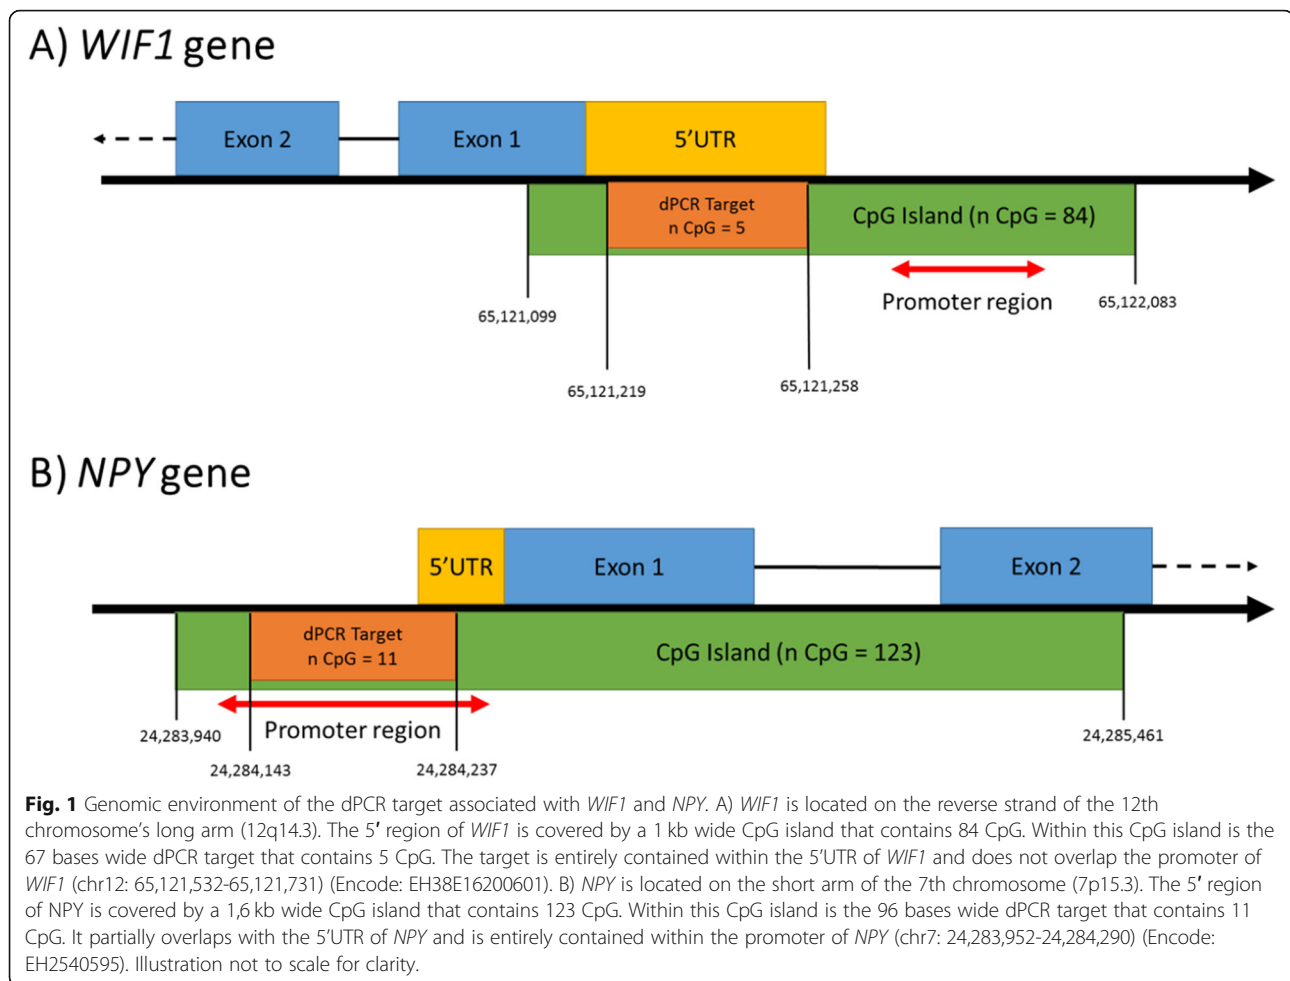 A) WIF1 gene
Exon 2
Exon 1
5’UTR
dPCR Target
n CpG = 5
CpG Island (n CpG = 84)
Promoter region
65,121,099
65,122,083
65,121,219
65,121,258
B) NPY gene
5’UTR
Exon 1
Exon 2
dPCR Target
n CpG = 11
CpG Island (n CpG = 123)
Promoter region
24,283,940
24,285,461
24,284,143
24,284,237
Fig. 1 Genomic environment of the dPCR target associated with WIF1 and NPY. A) WIF1 is located on the reverse strand of the 12th
chromosome’s long arm (12q14.3). The 5′ region of WIF1 is covered by a 1 kb wide CpG island that contains 84 CpG. Within this CpG island is the
67 bases wide dPCR target that contains 5 CpG. The target is entirely contained within the 5’UTR of WIF1 and does not overlap the promoter of
WIF1 (chr12: 65,121,532-65,121,731) (Encode: EH38E16200601). B) NPY is located on the short arm of the 7th chromosome (7p15.3). The 5′ region
of NPY is covered by a 1,6 kb wide CpG island that contains 123 CpG. Within this CpG island is the 96 bases wide dPCR target that contains 11
CpG. It partially overlaps with the 5’UTR of NPY and is entirely contained within the promoter of NPY (chr7: 24,283,952-24,284,290) (Encode:
EH2540595). Illustration not to scale for clarity.